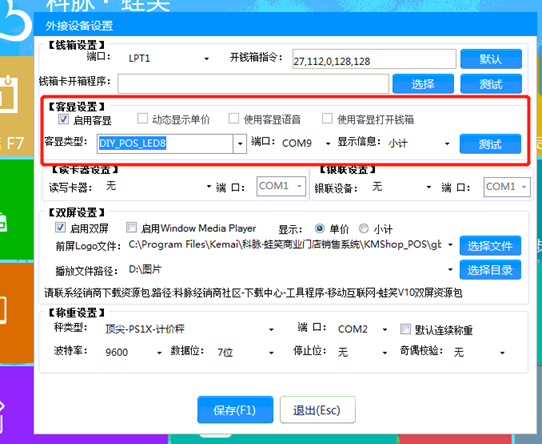 科脉·蛙笑
外接设备设置
【钱箱设置】
端口: LPT1 开钱箱指令: 27,112,0,128,128 默认
钱箱卡开箱程序: 选择 测试
F7
【容显设置】
启用容显 动态显示单价 使用容显语音 使用容显打开钱箱
容显类型: DIY_POS_LED8 端口: COM9 显示信息: 小计 测试
【读卡器设置】 【银联设置】
读写卡器: 无 端 口: COM1 银联设备: 无 端 口: COM1
【双屏设置】
启用双屏 启用Window Media Player 显示: 单价 小计
前屏Logo文件: C:\Program Files\Kemai\科脉-蛙笑商业门店销售系统\KMShop_POS\gb 选择文件
播放文件路径: D:\图片 选择目录
请联系经销商下载资源包,路径:科脉经销商社区-下载中心-工具程序-移动互联网-蛙笑V10双屏资源包
【称重设置】
秤类型: 顶尖-PS1X-计价秤 端 口: COM2 默认连续称重
波特率: 9600 数据位: 7位 停止位: 无 奇偶校验: 无
保存(F1) 退出(Esc)